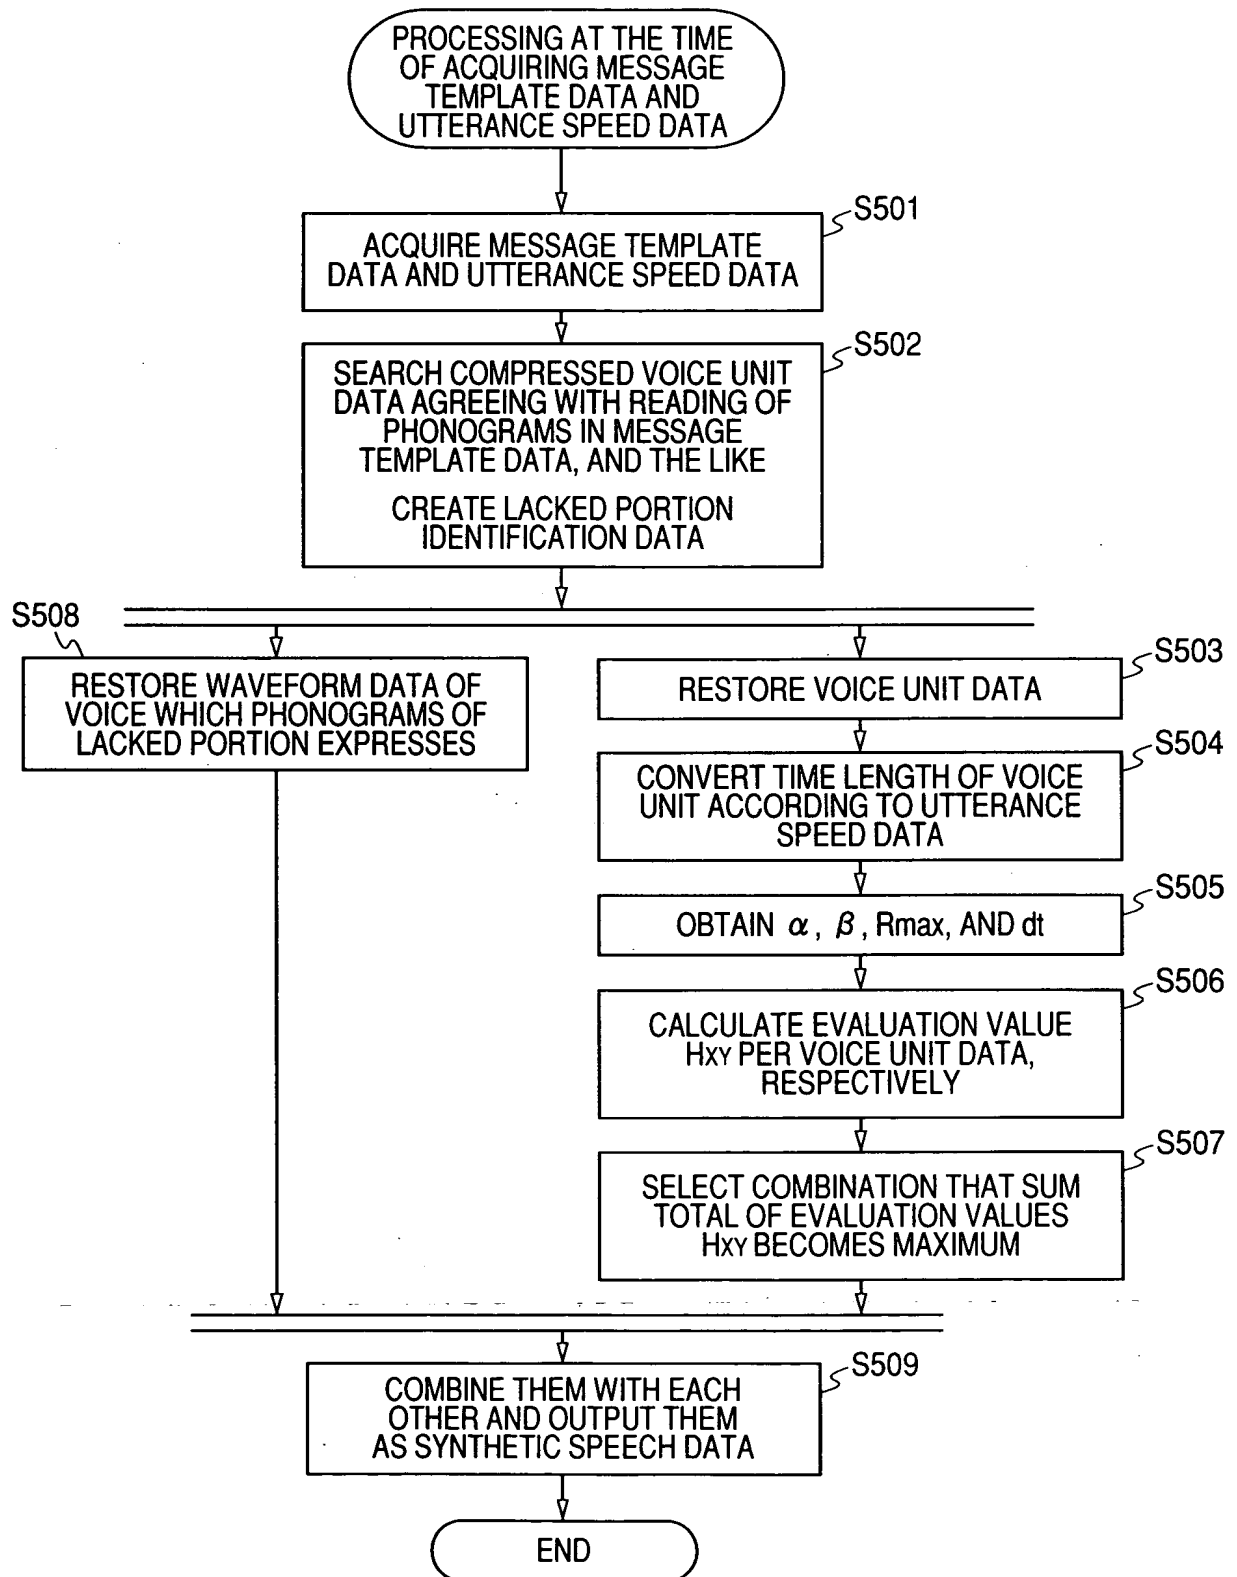 PROCESSING AT THE TIME
OF ACQUIRING MESSAGE
TEMPLATE DATA AND
UTTERANCE SPEED DATA
S501
ACQUIRE MESSAGE TEMPLATE
DATA AND UTTERANCE SPEED DATA
S502
SEARCH COMPRESSED VOICE UNIT
DATA AGREEING WITH READING OF
PHONOGRAMS IN MESSAGE
TEMPLATE DATA, AND THE LIKE
CREATE LACKED PORTION
IDENTIFICATION DATA
S508
RESTORE WAVEFORM DATA OF
VOICE WHICH PHONOGRAMS OF
LACKED PORTION EXPRESSES
S503
RESTORE VOICE UNIT DATA
S504
CONVERT TIME LENGTH OF VOICE
UNIT ACCORDING TO UTTERANCE
SPEED DATA
S505
OBTAIN α, β, Rmax, AND dt
S506
CALCULATE EVALUATION VALUE
HXY PER VOICE UNIT DATA,
RESPECTIVELY
S507
SELECT COMBINATION THAT SUM
TOTAL OF EVALUATION VALUES
HXY BECOMES MAXIMUM
S509
COMBINE THEM WITH EACH
OTHER AND OUTPUT THEM
AS SYNTHETIC SPEECH DATA
END